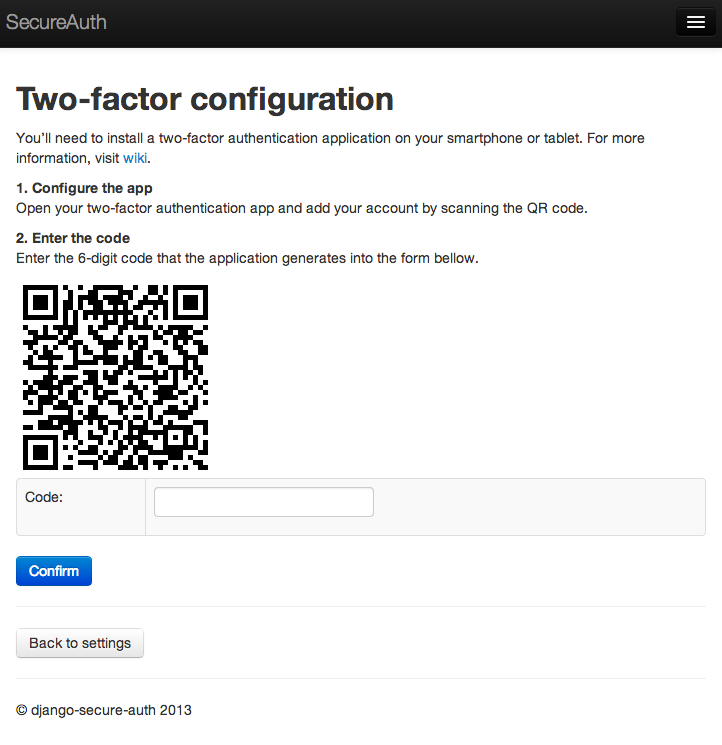 SecureAuth
Two-factor configuration
You’ll need to install a two-factor authentication application on your smartphone or tablet. For more
information, visit wiki.
1. Configure the app
Open your two-factor authentication app and add your account by scanning the QR code.
2. Enter the code
Enter the 6-digit code that the application generates into the form bellow.
Code:
Confirm
Back to settings
© django-secure-auth 2013